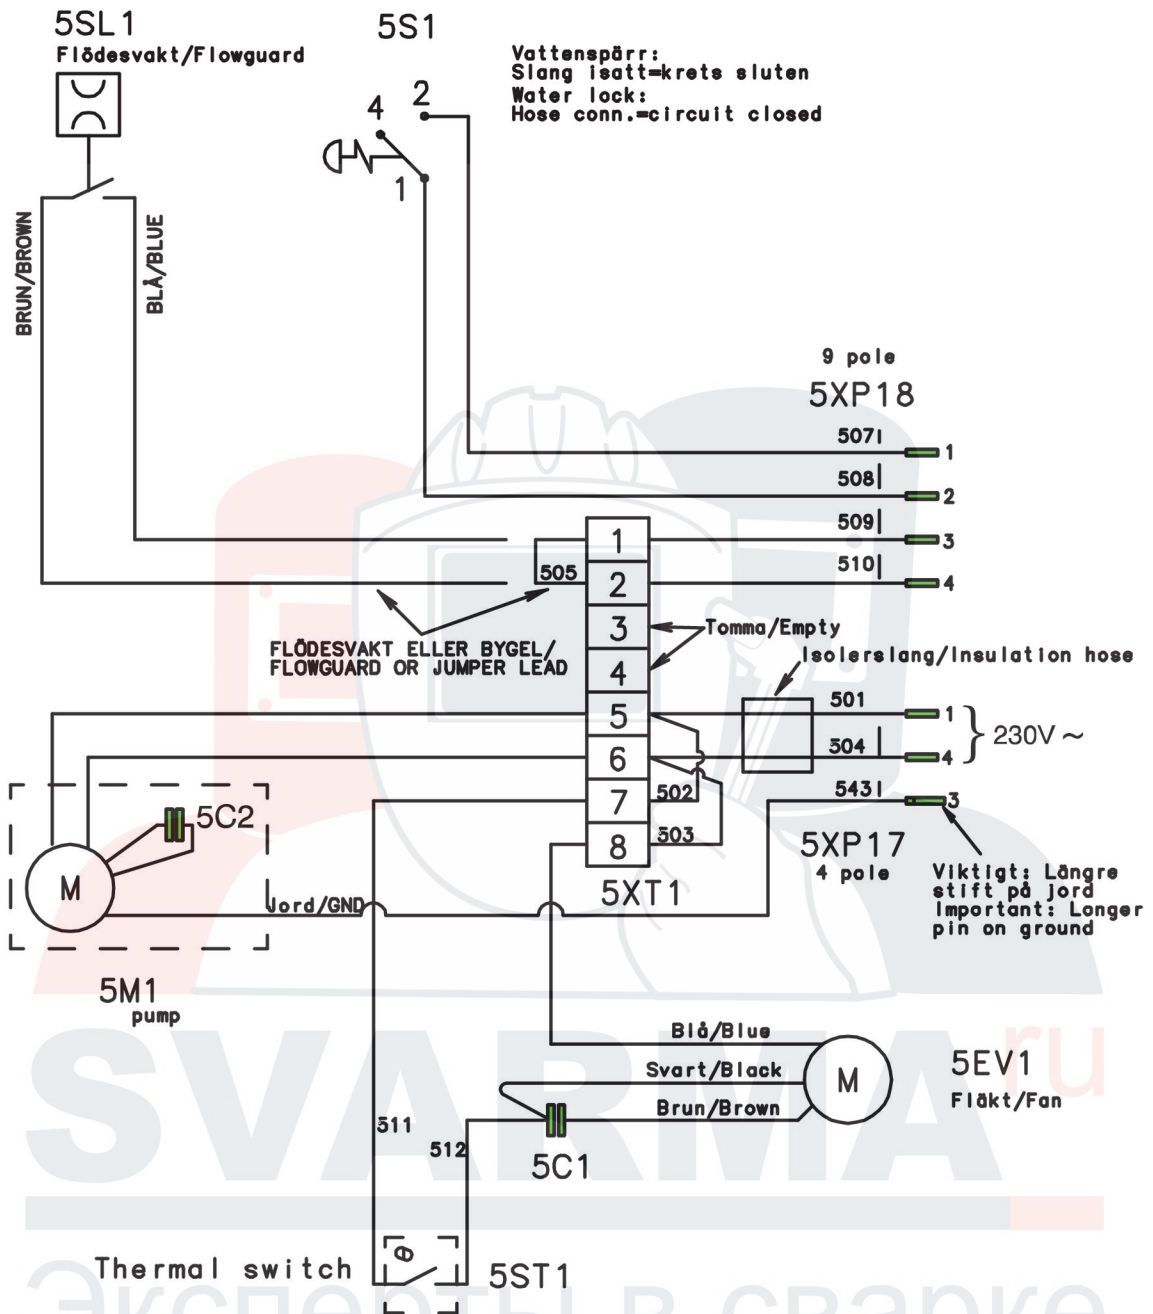 5SL1
Flödesvakt/Flowguard
5S1
Vattenspärr:
Slang isatt=krets sluten
Water lock:
Hose conn.=circuit closed
4
2
1
BRUN/BROWN
BLÅ/BLUE
9 pole
5XP18
507
1
508
2
509
3
510
4
1
2
3
4
5
6
7
8
505
FLÖDESVAKT ELLER BYGEL/
FLOWGUARD OR JUMPER LEAD
Tomma/Empty
Isolerslang/Insulation hose
501
1
504
4
230V ~
502
503
543
3
5XT1
5XP17
4 pole
Viktigt: Längre
stift på jord
Important: Longer
pin on ground
5C2
M
Jord/GND
5M1
pump
Blå/Blue
Svart/Black
Brun/Brown
M
5EV1
Fläkt/Fan
511
512
5C1
Thermal switch
θ
5ST1
SVARMA.ru
Эксперты в сварке